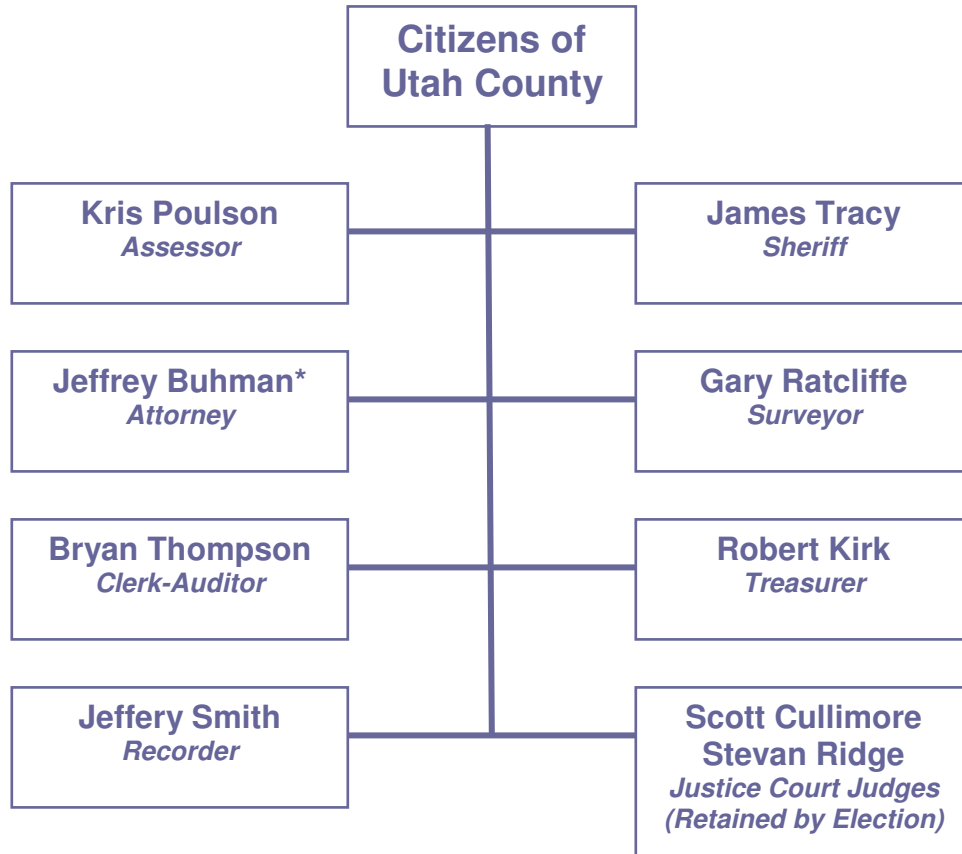 Citizens of
Utah County
Kris Poulson
Assessor
James Tracy
Sheriff
Jeffrey Buhman*
Attorney
Gary Ratcliffe
Surveyor
Bryan Thompson
Clerk-Auditor
Robert Kirk
Treasurer
Jeffery Smith
Recorder
Scott Cullimore
Stevan Ridge
Justice Court Judges
(Retained by Election)